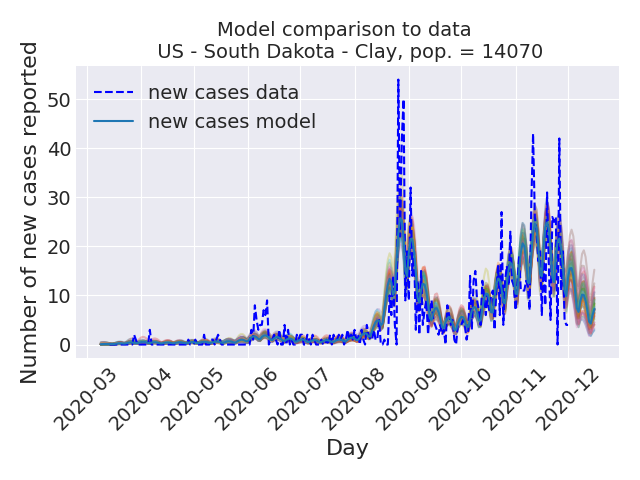 Model comparison to data
US - South Dakota - Clay, pop. = 14070
Number of new cases reported
50
40
30
20
10
0
new cases data
new cases model
2020-03
2020-04
2020-05
2020-06
2020-07
2020-08
2020-09
2020-10
2020-11
2020-12
Day